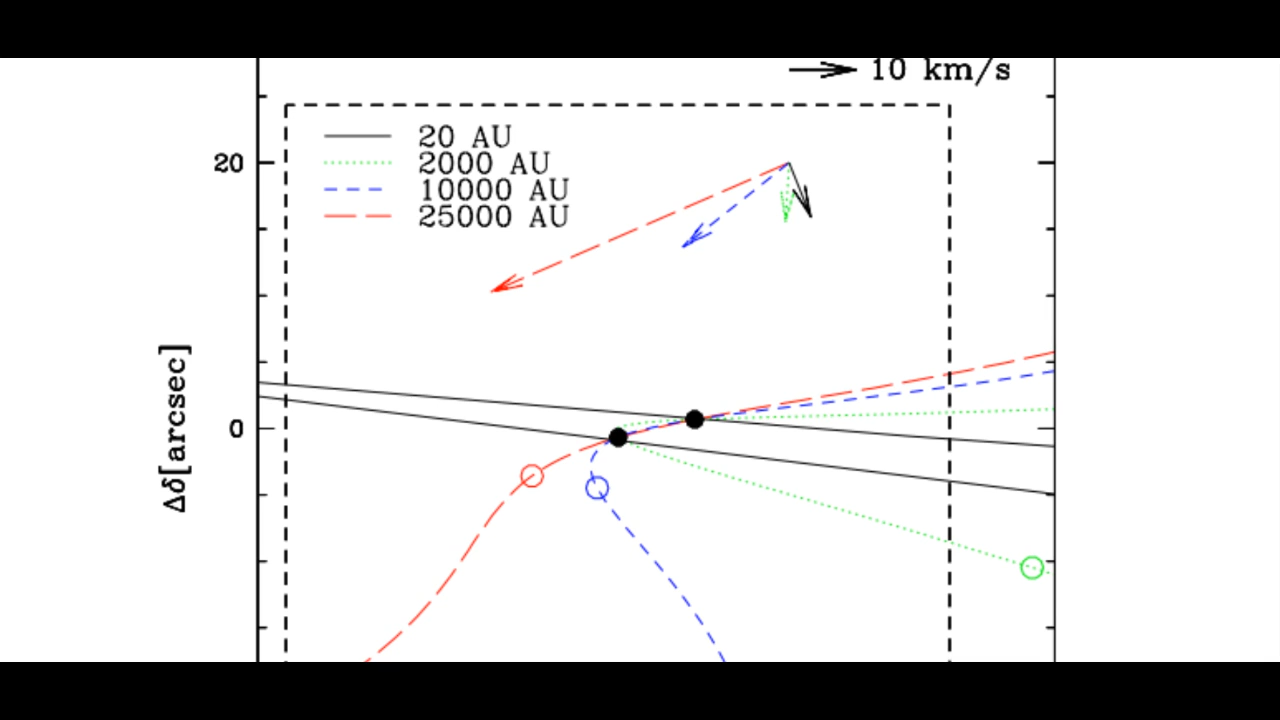 10 km/s
20 AU
2000 AU
10000 AU
25000 AU
20
0
Δδ[arcsec]